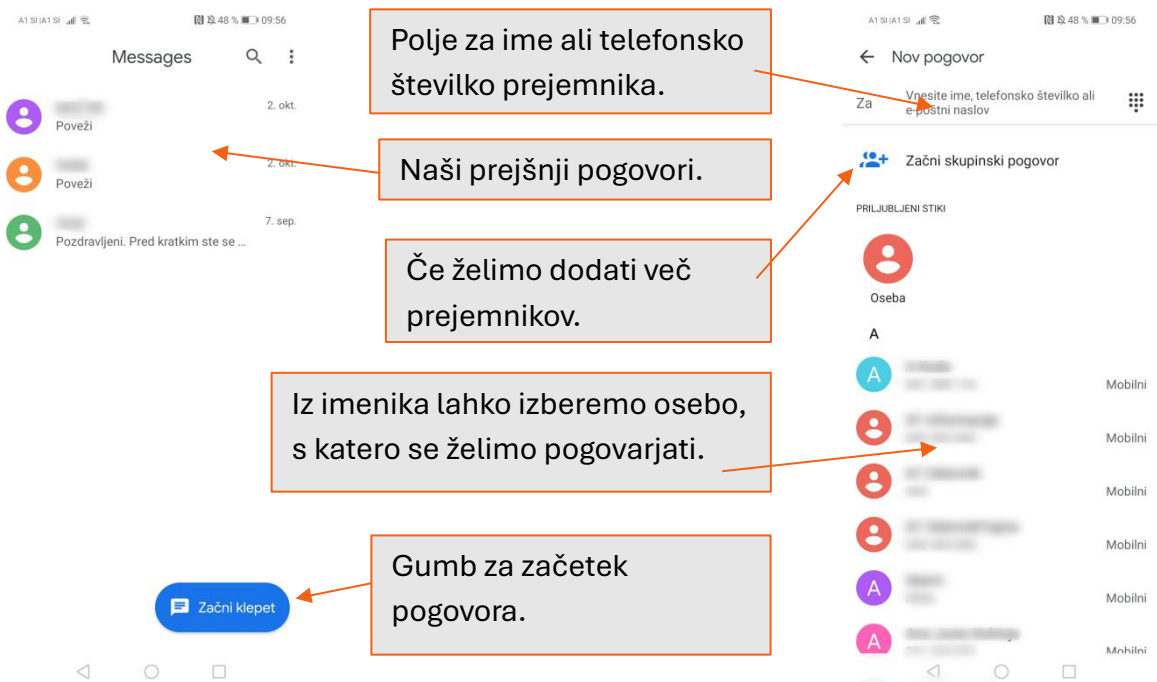 A1 SI |A1 SI
48 % 09:56
Messages
2. okt.
Poveži
2. okt.
Poveži
7. sep.
Pozdravljeni. Pred kratkim ste se ...
Začni klepet
Polje za ime ali telefonsko
številko prejemnika.
Naši prejšnji pogovori.
Če želimo dodati več
prejemnikov.
Iz imenika lahko izberemo osebo,
s katero se želimo pogovarjati.
Gumb za začetek
pogovora.
A1 SI |A1 SI
48 % 09:56
Nov pogovor
Za
Vnesite ime, telefonsko številko ali
e-poštni naslov
Začni skupinski pogovor
PRILJUBLJENI STIKI
Oseba
A
A
Mobilni
Mobilni
Mobilni
Mobilni
A
Mobilni
A
Mobilni